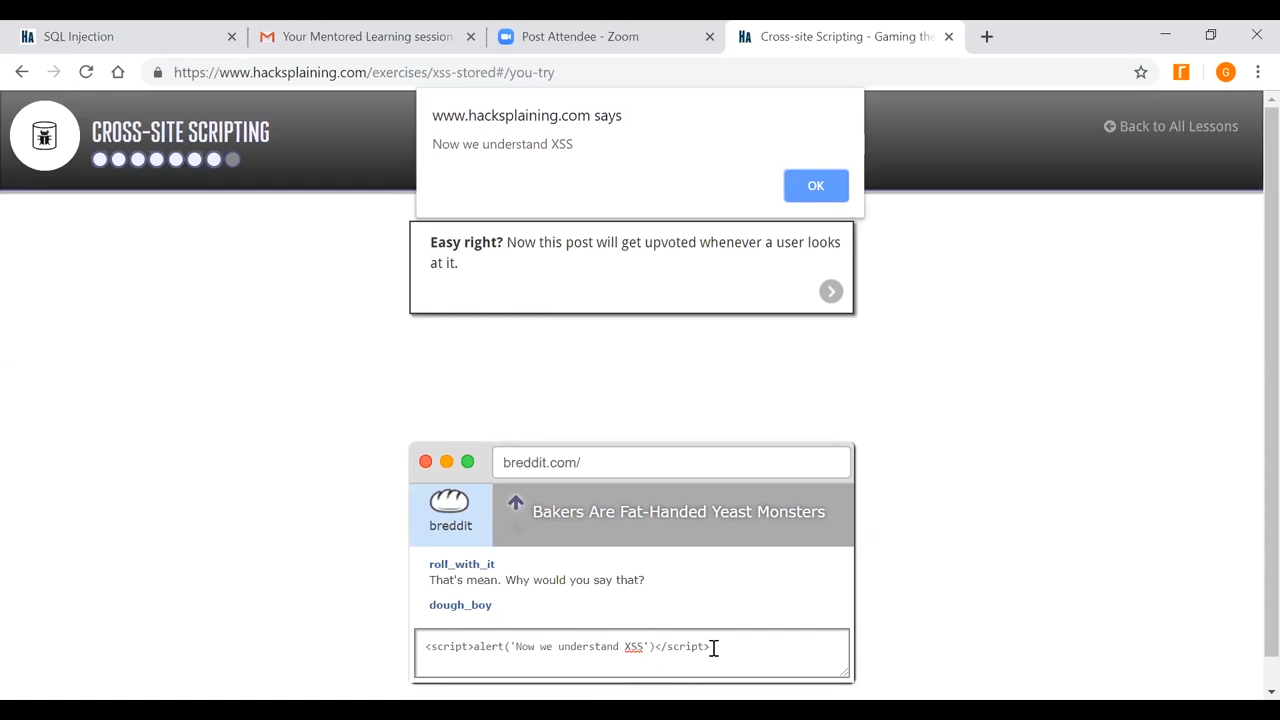 HA SQL Injection
Your Mentored Learning session
Post Attendee - Zoom
HA Cross-site Scripting - Gaming the
https://www.hacksplaining.com/exercises/xss-stored#/you-try
G
www.hacksplaining.com says
Now we understand XSS
OK
CROSS-SITE SCRIPTING
Back to All Lessons
Easy right? Now this post will get upvoted whenever a user looks
at it.
breddit.com/
breddit
Bakers Are Fat-Handed Yeast Monsters
roll_with_it
That's mean. Why would you say that?
dough_boy
<script>alert('Now we understand XSS')</script>